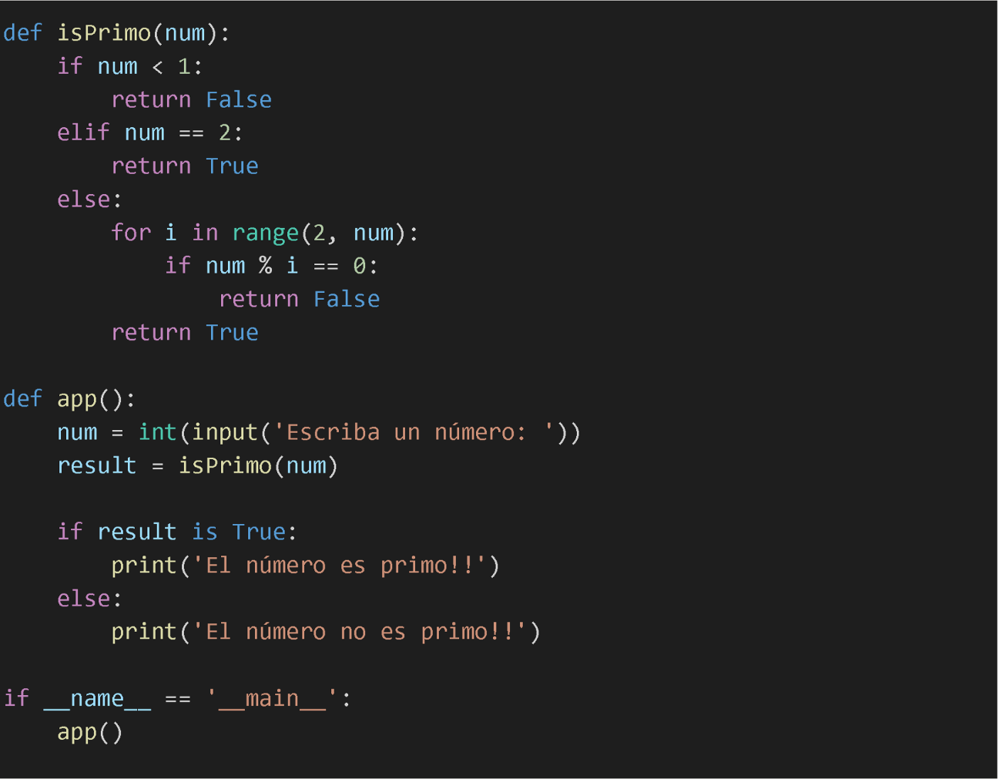 def isPrimo(num):
    if num < 1:
        return False
    elif num == 2:
        return True
    else:
        for i in range(2, num):
            if num % i == 0:
                return False
        return True

def app():
    num = int(input('Escriba un número: '))
    result = isPrimo(num)

    if result is True:
        print('El número es primo!!')
    else:
        print('El número no es primo!!')

if __name__ == '__main__':
    app()